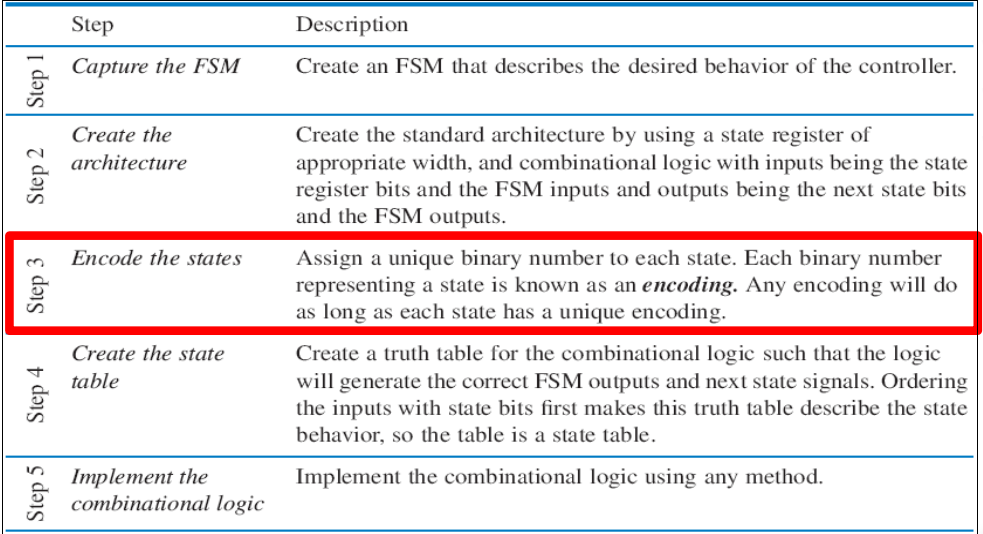 Step Description
Step 1 Capture the FSM Create an FSM that describes the desired behavior of the controller.
Step 2 Create the architecture Create the standard architecture by using a state register of
appropriate width, and combinational logic with inputs being the state
register bits and the FSM inputs and outputs being the next state bits
and the FSM outputs.
Step 3 Encode the states Assign a unique binary number to each state. Each binary number
representing a state is known as an encoding. Any encoding will do
as long as each state has a unique encoding.
Step 4 Create the state table Create a truth table for the combinational logic such that the logic
will generate the correct FSM outputs and next state signals. Ordering
the inputs with state bits first makes this truth table describe the state
behavior, so the table is a state table.
Step 5 Implement the combinational logic Implement the combinational logic using any method.